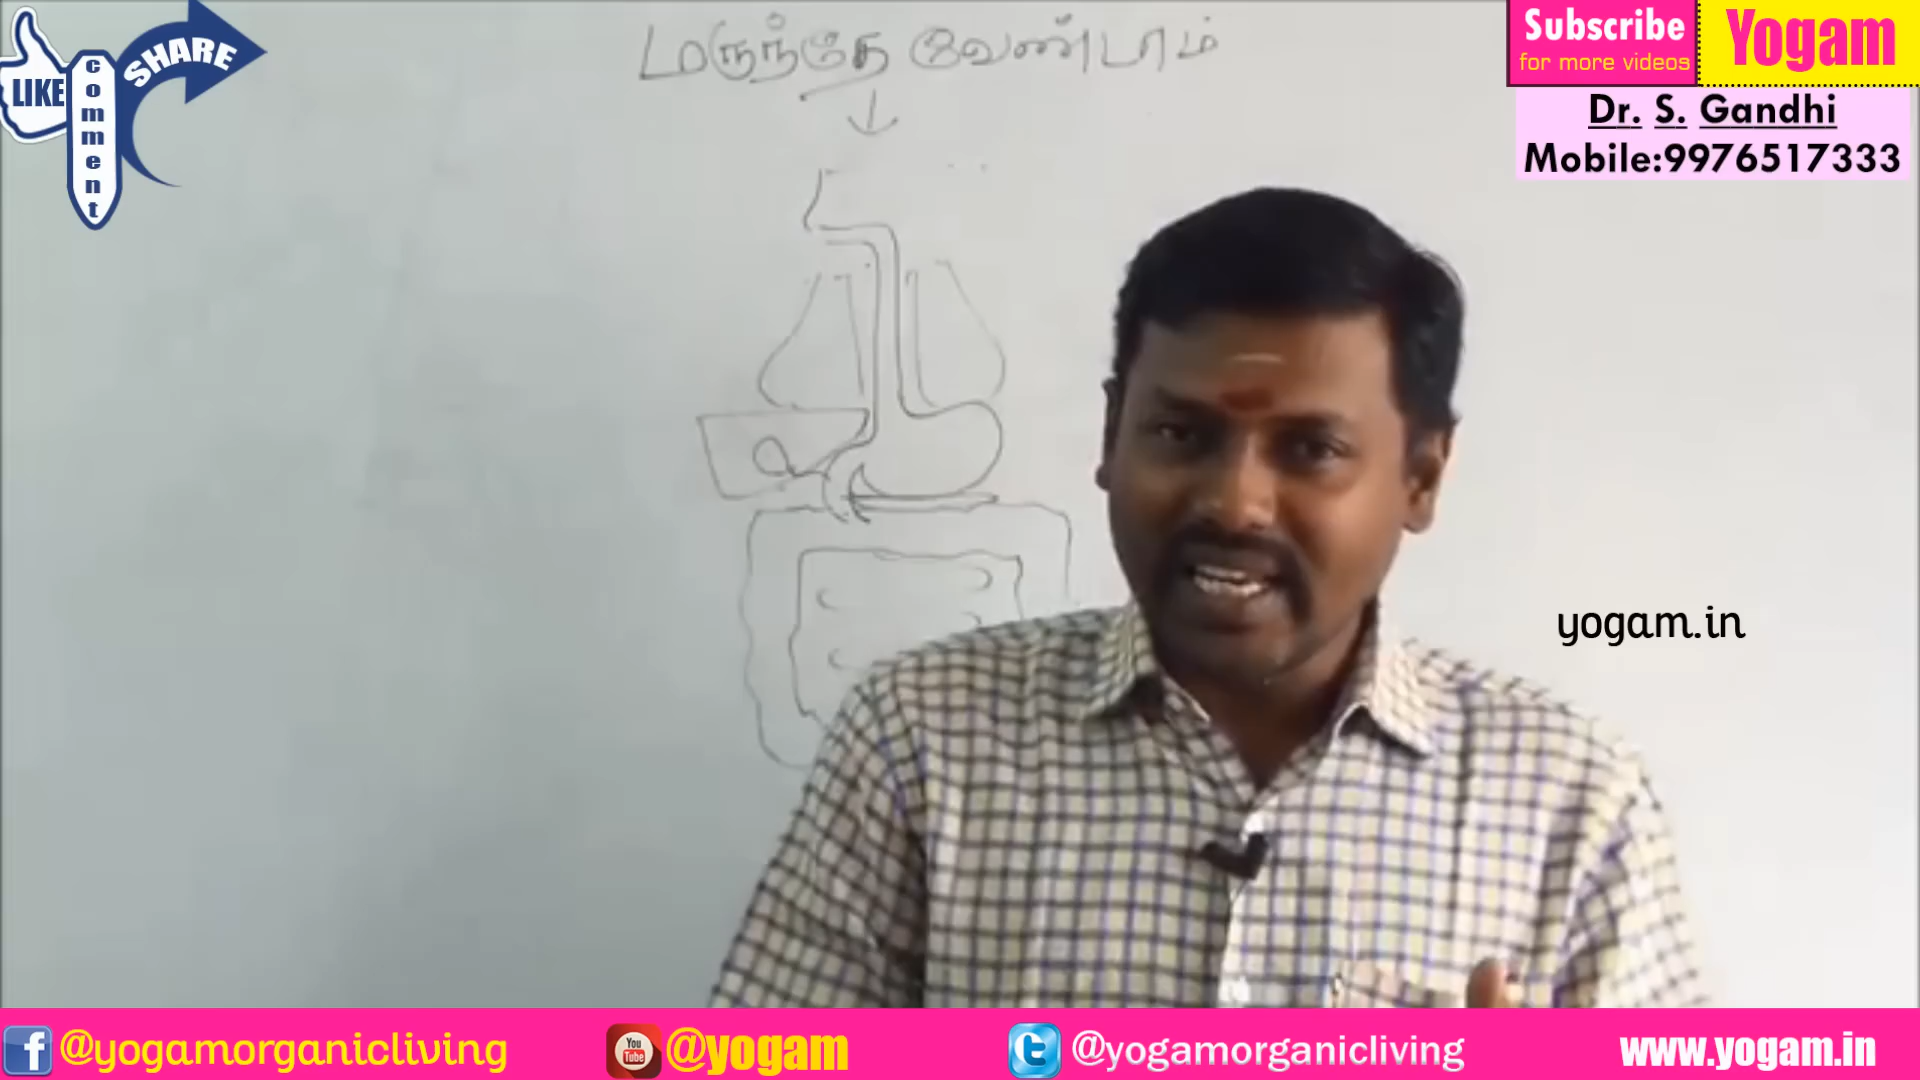 LIKE
comment
SHARE
மருந்தே வேண்டாம்
Subscribe
for more videos
Yogam
Dr. S. Gandhi
Mobile:9976517333
yogam.in
@yogamorganicliving
You
Tube
@yogam
@yogamorganicliving
www.yogam.in